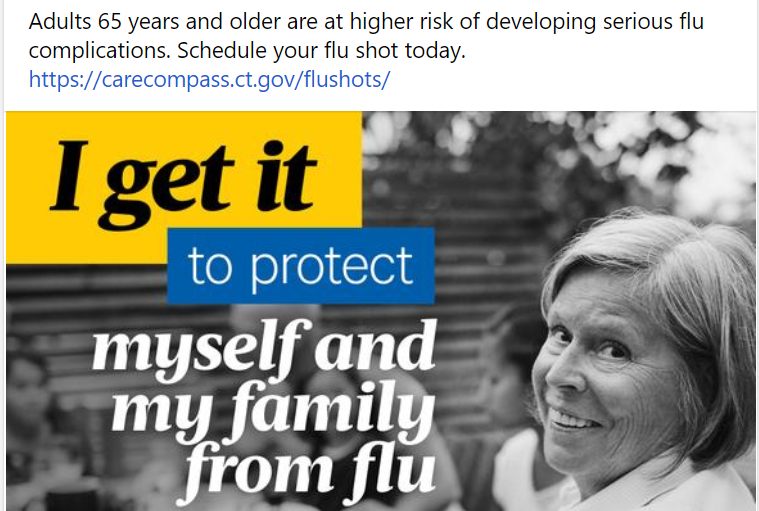 Adults 65 years and older are at higher risk of developing serious flu
complications. Schedule your flu shot today.
https://carecompass.ct.gov/flushots/
I get it
to protect
myself and
my family
from flu